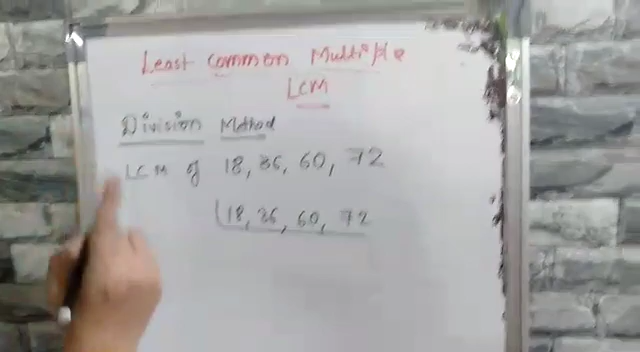 Least Common Multiple
LCM
Division Method
LCM of 18, 36, 60, 72
18, 36, 60, 72